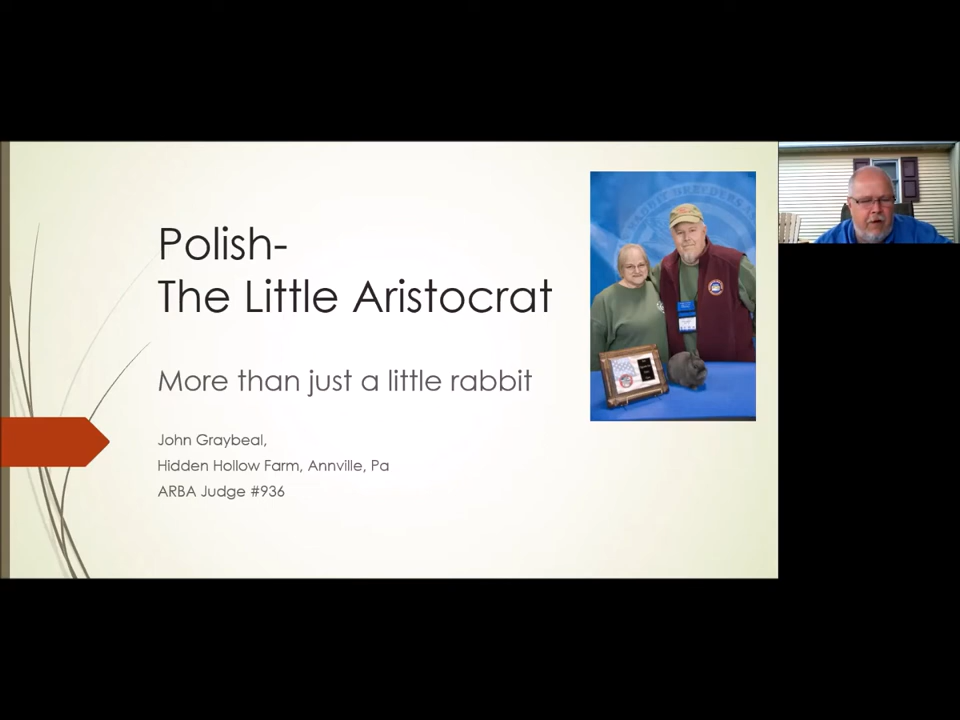 Polish-
The Little Aristocrat
More than just a little rabbit
John Graybeal,
Hidden Hollow Farm, Annville, Pa
ARBA Judge #936